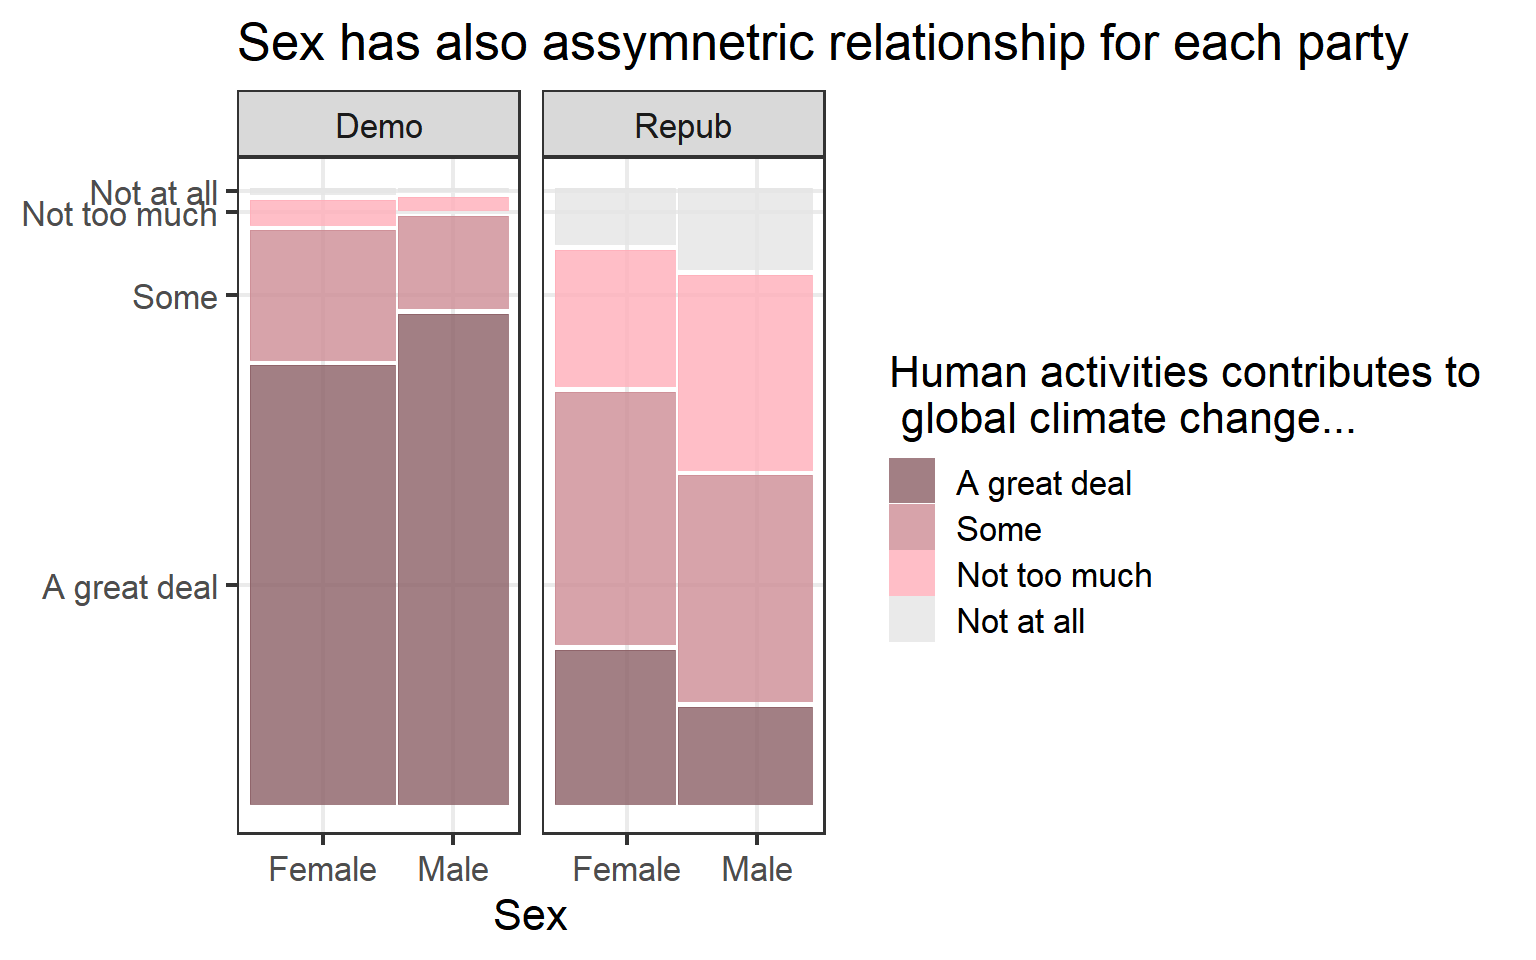 Sex has also assymnetric relationship for each party
Demo
Repub
Not at all
Not too much
Some
A great deal
Female
Male
Female
Male
Sex
Human activities contributes to
global climate change...
A great deal
Some
Not too much
Not at all